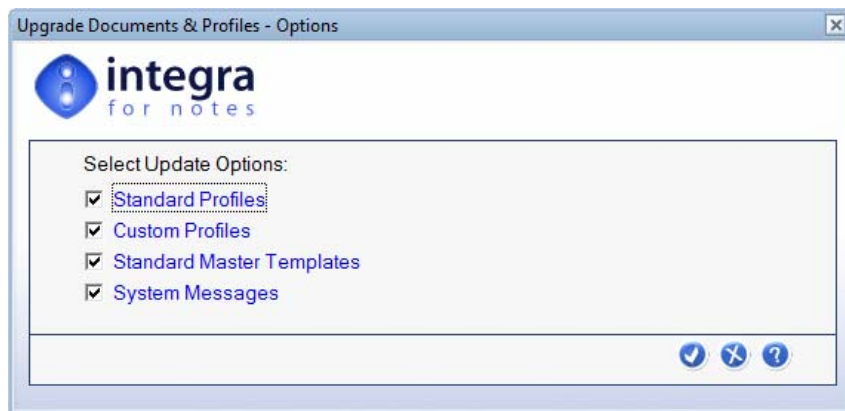 Upgrade Documents & Profiles - Options
integra
for notes
Select Update Options:
Standard Profiles
Custom Profiles
Standard Master Templates
System Messages